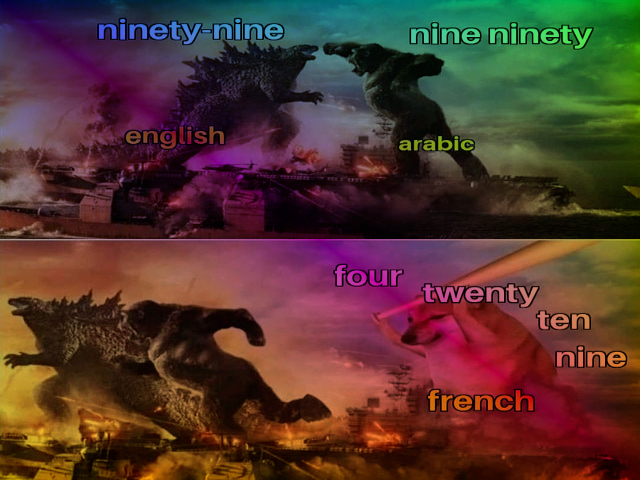 ninety-nine
nine ninety
english
arabic
four
twenty
ten
nine
french